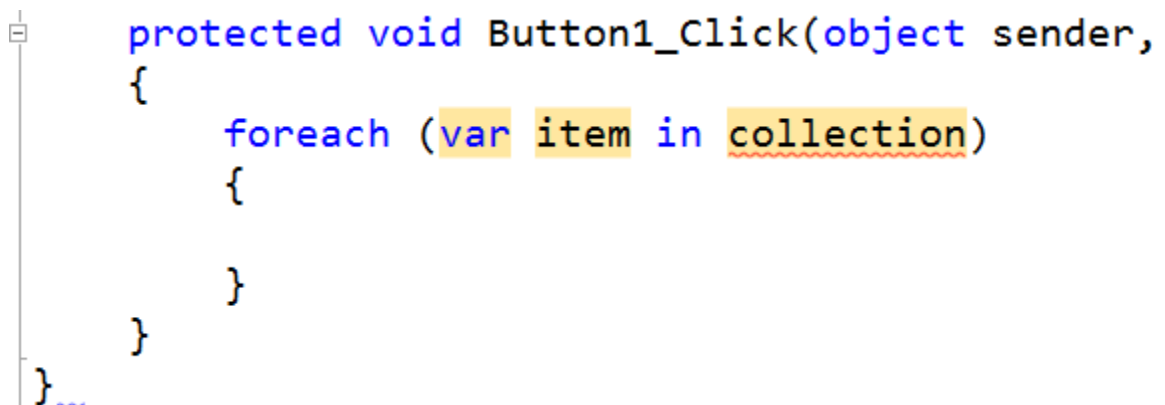 protected void Button1_Click(object sender,
{
foreach (var item in collection)
{
}
}
}